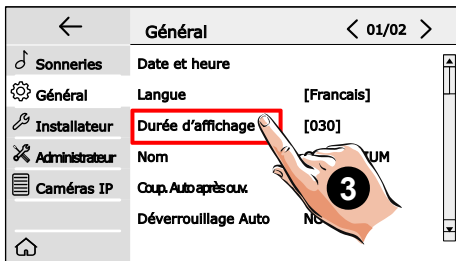 Général
01/02
Sonneries
Général
Installateur
Administrateur
Caméras IP
Date et heure
Langue [Francais]
Durée d'affichage [030]
Nom
Coup. Auto après ouv.
Déverrouillage Auto
3